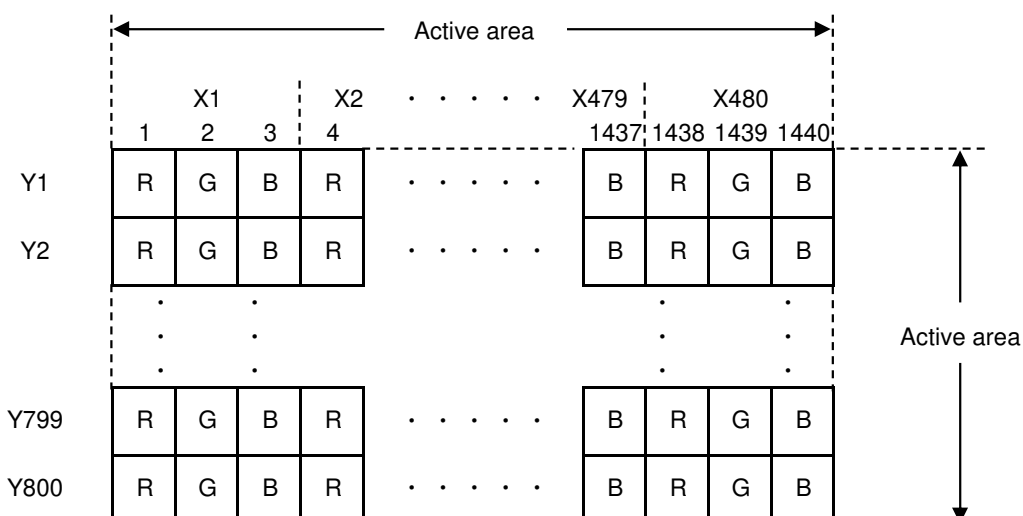 Active area
X1 X2 · · · · · X479 X480
1 2 3 4 1437 1438 1439 1440
Y1 R G B R · · · · · B R G B
Y2 R G B R · · · · · B R G B
Active area
Y799 R G B R · · · · · B R G B
Y800 R G B R · · · · · B R G B